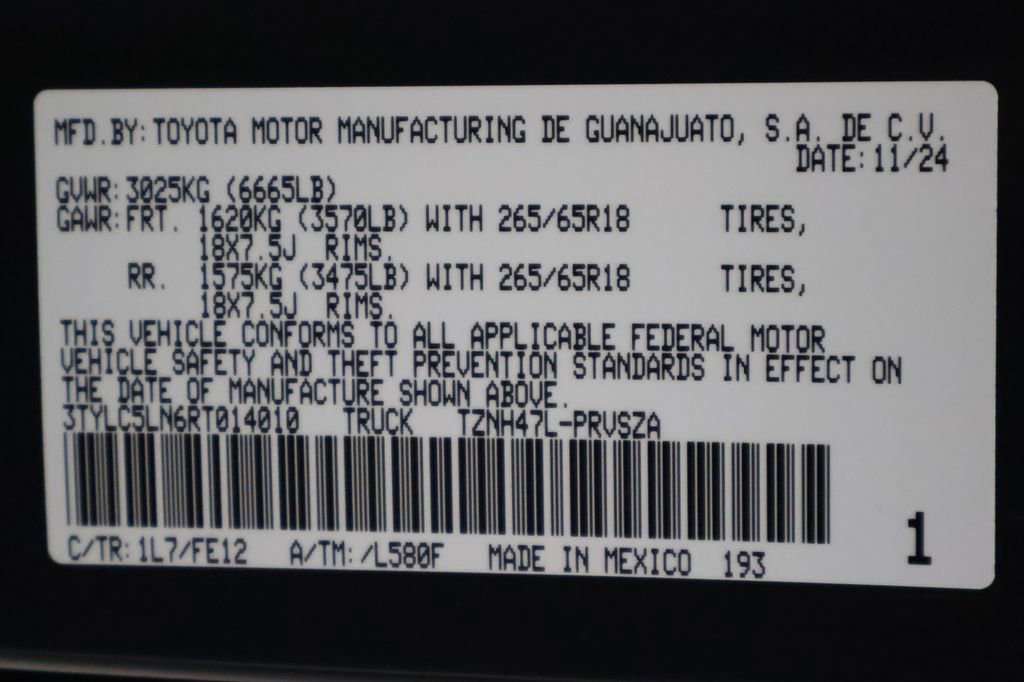 MFD.BY: TOYOTA MOTOR MANUFACTURING DE GUANAJUATO, S.A. DE C.V.
DATE: 11/24
GVWR: 3025KG (6665LB)
GAWR: FRT. 1620KG (3570LB) WITH 265/65R18 TIRES,
18X7.5J RIMS.
RR. 1575KG (3475LB) WITH 265/65R18 TIRES,
18X7.5J RIMS.
THIS VEHICLE CONFORMS TO ALL APPLICABLE FEDERAL MOTOR
VEHICLE SAFETY AND THEFT PREVENTION STANDARDS IN EFFECT ON
THE DATE OF MANUFACTURE SHOWN ABOVE.
3TYLC5LN6RT014010 TRUCK TZNH47L-PRVSZA
C/TR: 1L7/FE12 A/TM: /L580F MADE IN MEXICO 193
1